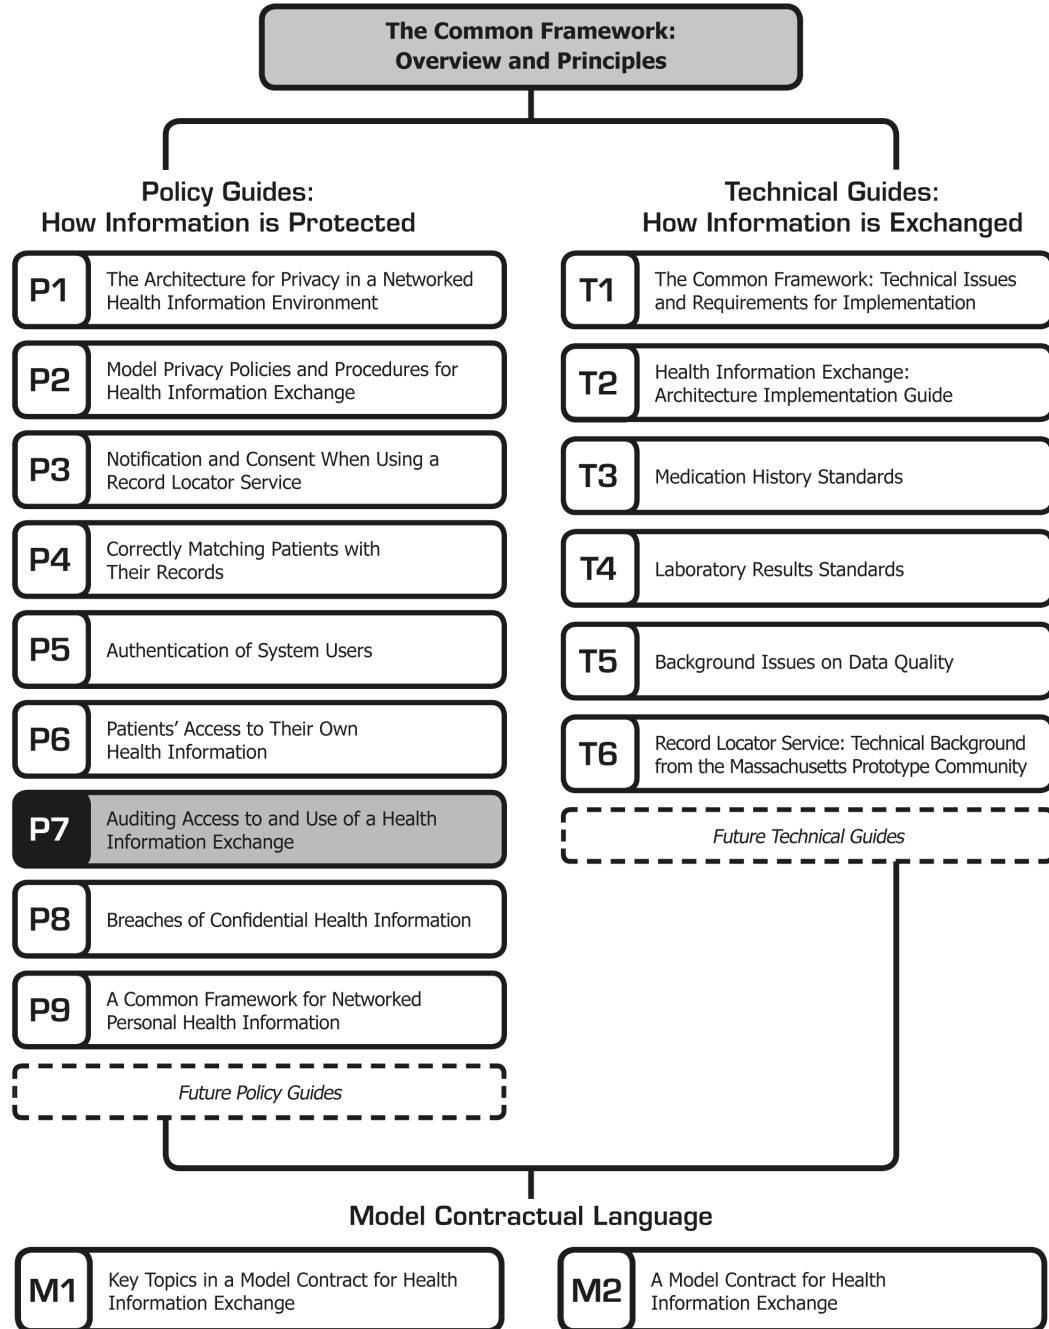 The Common Framework:
Overview and Principles
Policy Guides:
How Information is Protected
P1
The Architecture for Privacy in a Networked
Health Information Environment
P2
Model Privacy Policies and Procedures for
Health Information Exchange
P3
Notification and Consent When Using a
Record Locator Service
P4
Correctly Matching Patients with
Their Records
P5
Authentication of System Users
P6
Patients’ Access to Their Own
Health Information
P7
Auditing Access to and Use of a Health
Information Exchange
P8
Breaches of Confidential Health Information
P9
A Common Framework for Networked
Personal Health Information
Future Policy Guides
Technical Guides:
How Information is Exchanged
T1
The Common Framework: Technical Issues
and Requirements for Implementation
T2
Health Information Exchange:
Architecture Implementation Guide
T3
Medication History Standards
T4
Laboratory Results Standards
T5
Background Issues on Data Quality
T6
Record Locator Service: Technical Background
from the Massachusetts Prototype Community
Future Technical Guides
Model Contractual Language
M1
Key Topics in a Model Contract for Health
Information Exchange
M2
A Model Contract for Health
Information Exchange